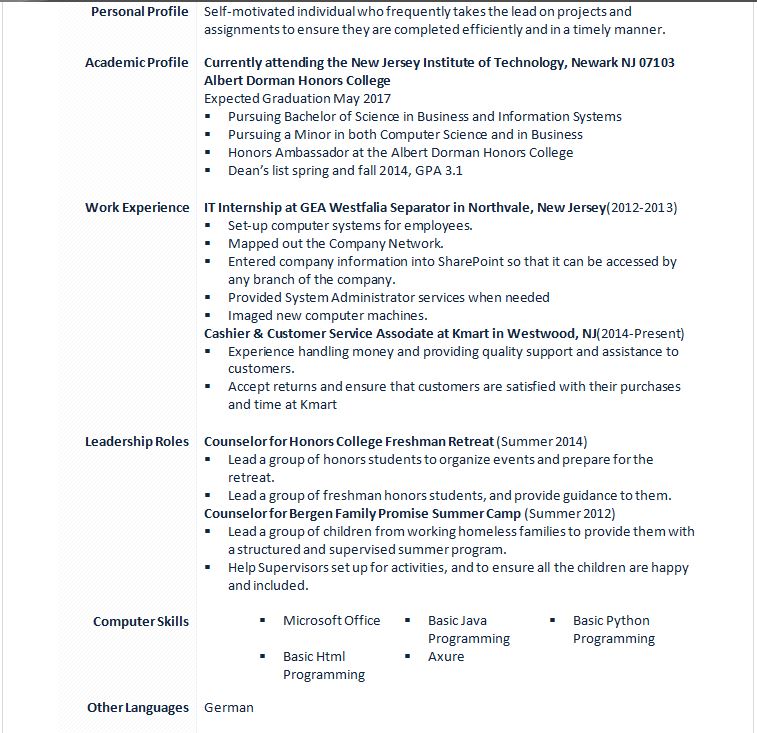 Personal Profile Self-motivated individual who frequently takes the lead on projects and
assignments to ensure they are completed efficiently and in a timely manner.
Academic Profile Currently attending the New Jersey Institute of Technology, Newark NJ 07103
Albert Dorman Honors College
Expected Graduation May 2017
▪ Pursuing Bachelor of Science in Business and Information Systems
▪ Pursuing a Minor in both Computer Science and in Business
▪ Honors Ambassador at the Albert Dorman Honors College
▪ Dean's list spring and fall 2014, GPA 3.1
Work Experience IT Internship at GEA Westfalia Separator in Northvale, New Jersey(2012-2013)
▪ Set-up computer systems for employees.
▪ Mapped out the Company Network.
▪ Entered company information into SharePoint so that it can be accessed by
any branch of the company.
▪ Provided System Administrator services when needed
▪ Imaged new computer machines.
Cashier & Customer Service Associate at Kmart in Westwood, NJ(2014-Present)
▪ Experience handling money and providing quality support and assistance to
customers.
▪ Accept returns and ensure that customers are satisfied with their purchases
and time at Kmart
Leadership Roles Counselor for Honors College Freshman Retreat (Summer 2014)
▪ Lead a group of honors students to organize events and prepare for the
retreat.
▪ Lead a group of freshman honors students, and provide guidance to them.
Counselor for Bergen Family Promise Summer Camp (Summer 2012)
▪ Lead a group of children from working homeless families to provide them with
a structured and supervised summer program.
▪ Help Supervisors set up for activities, and to ensure all the children are happy
and included.
Computer Skills ▪ Microsoft Office ▪ Basic Java ▪ Basic Python
Programming Programming
▪ Basic Html ▪ Axure
Programming
Other Languages German